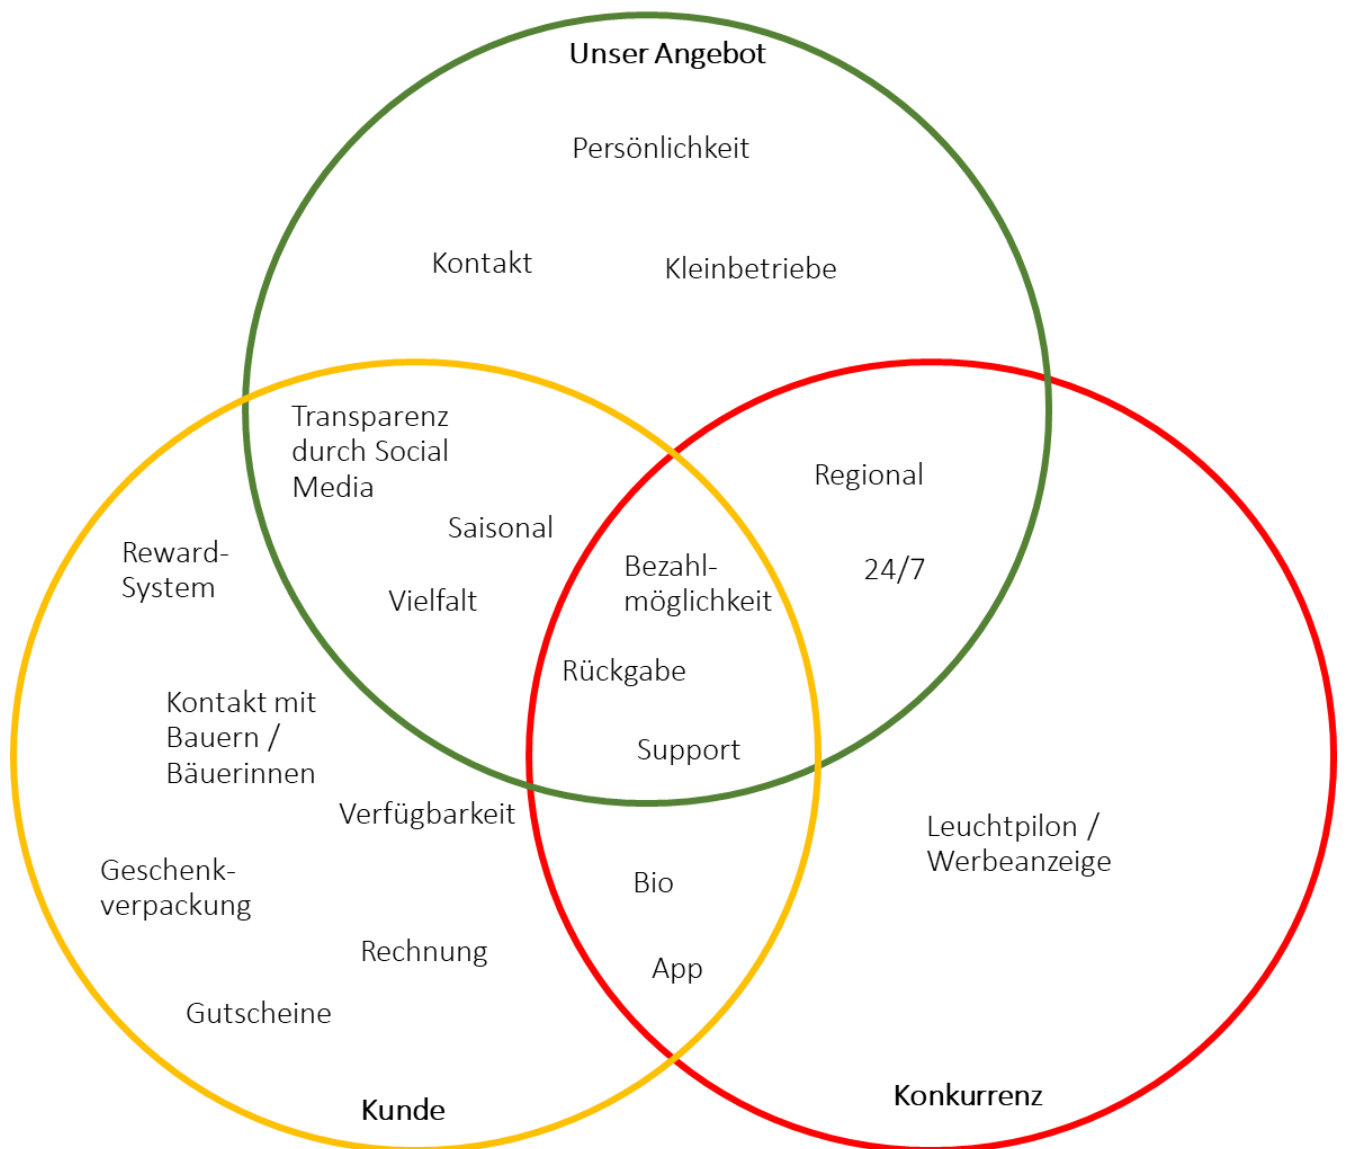 Unser Angebot
Persönlichkeit
Kontakt
Kleinbetriebe
Transparenz
durch Social
Media
Saisonal
Vielfalt
Regional
24/7
Bezahl-
möglichkeit
Rückgabe
Support
Reward-
System
Kontakt mit
Bauern /
Bäuerinnen
Verfügbarkeit
Geschenk-
verpackung
Rechnung
Gutscheine
Bio
App
Leuchtpilon /
Werbeanzeige
Kunde
Konkurrenz